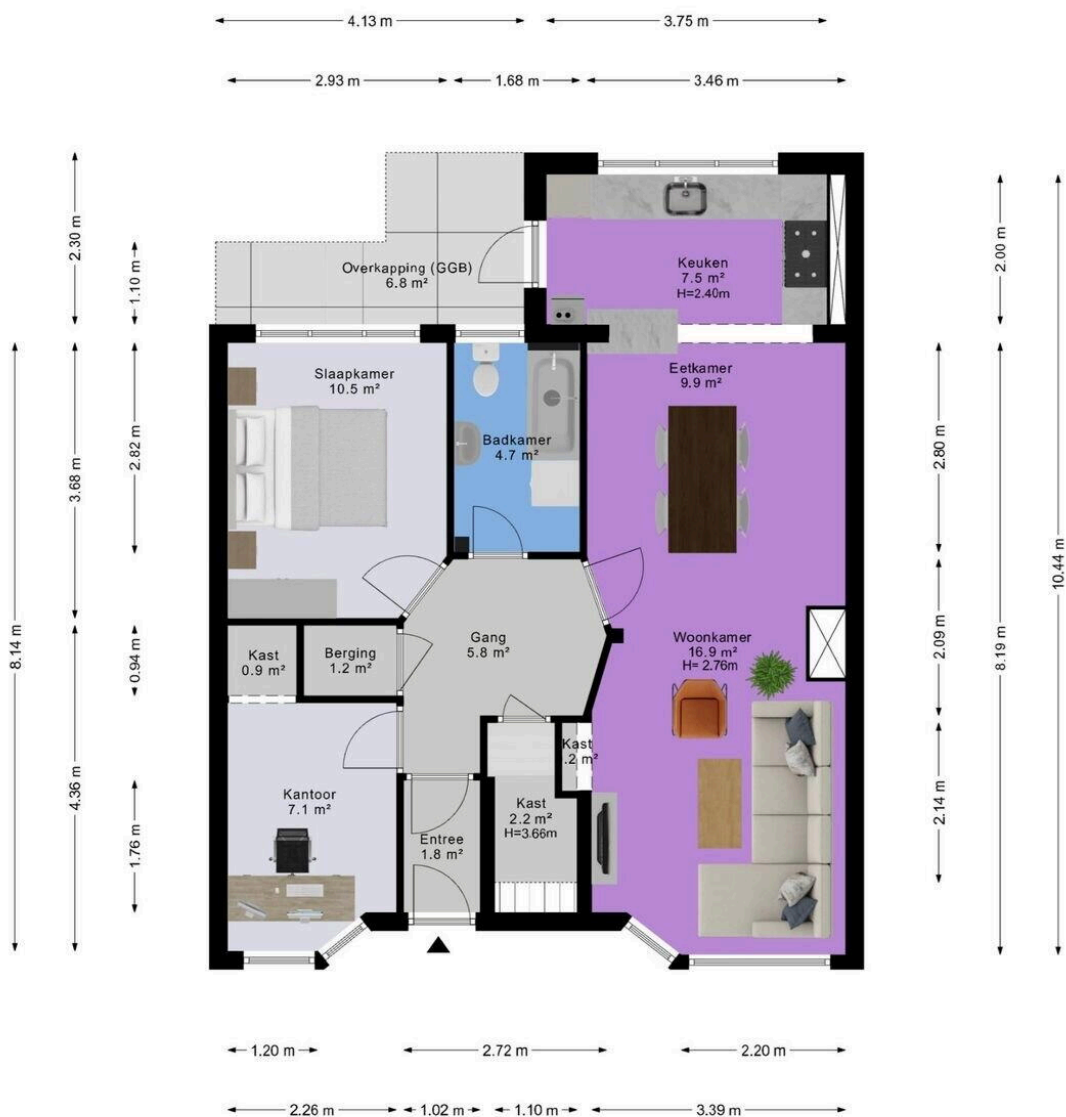 4.13 m
3.75 m
2.93 m
1.68 m
3.46 m
2.30 m
1.10 m
2.00 m
10.44 m
Keuken
7.5 m²
H=2.40m
Overkapping (GGB)
6.8 m²
8.14 m
3.68 m
2.82 m
2.80 m
8.19 m
Slaapkamer
10.5 m²
Eetkamer
9.9 m²
Badkamer
4.7 m²
4.36 m
0.94 m
2.09 m
Kast
0.9 m²
Berging
1.2 m²
Gang
5.8 m²
Woonkamer
16.9 m²
H= 2.76m
Kast
.2 m²
1.76 m
2.14 m
Kantoor
7.1 m²
Kast
2.2 m²
H=3.66m
Entree
1.8 m²
1.20 m
2.72 m
2.20 m
2.26 m
1.02 m
1.10 m
3.39 m